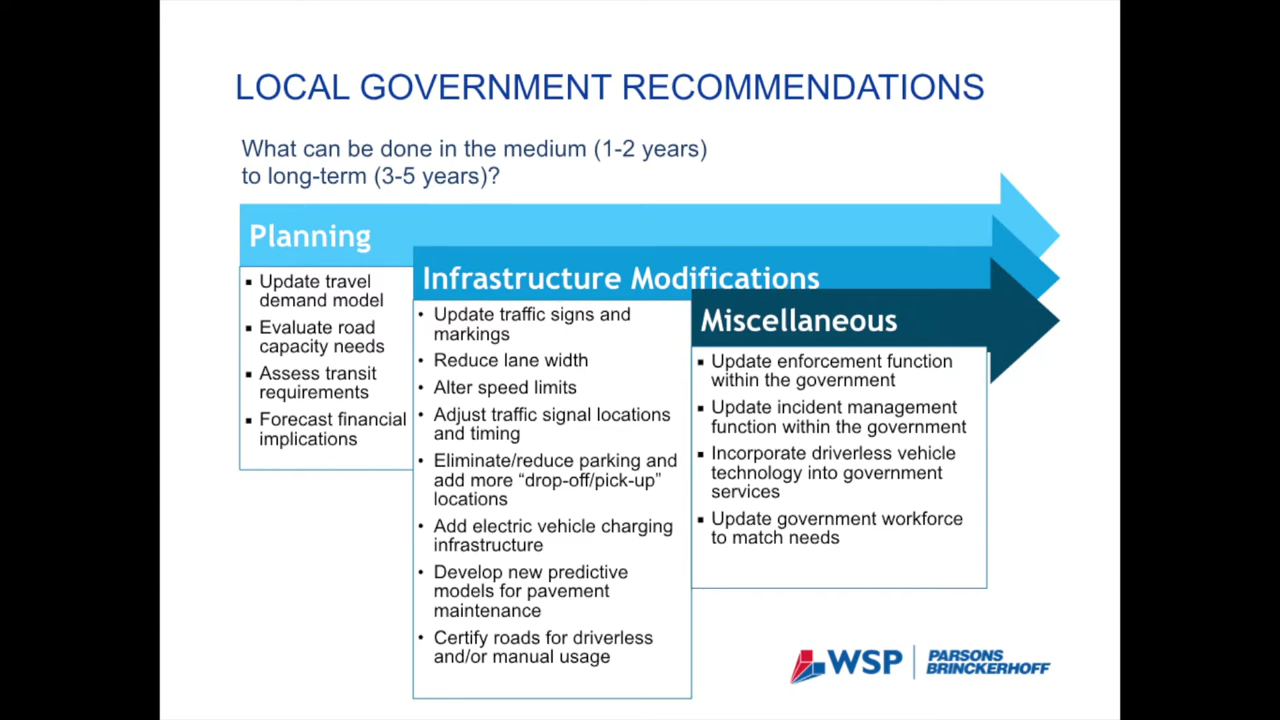 LOCAL GOVERNMENT RECOMMENDATIONS
What can be done in the medium (1-2 years)
to long-term (3-5 years)?
Planning
▪ Update travel
demand model
▪ Evaluate road
capacity needs
▪ Assess transit
requirements
▪ Forecast financial
implications
Infrastructure Modifications
• Update traffic signs and
markings
• Reduce lane width
• Alter speed limits
• Adjust traffic signal locations
and timing
• Eliminate/reduce parking and
add more “drop-off/pick-up”
locations
• Add electric vehicle charging
infrastructure
• Develop new predictive
models for pavement
maintenance
• Certify roads for driverless
and/or manual usage
Miscellaneous
▪ Update enforcement function
within the government
▪ Update incident management
function within the government
▪ Incorporate driverless vehicle
technology into government
services
▪ Update government workforce
to match needs
WSP
PARSONS
BRINCKERHOFF